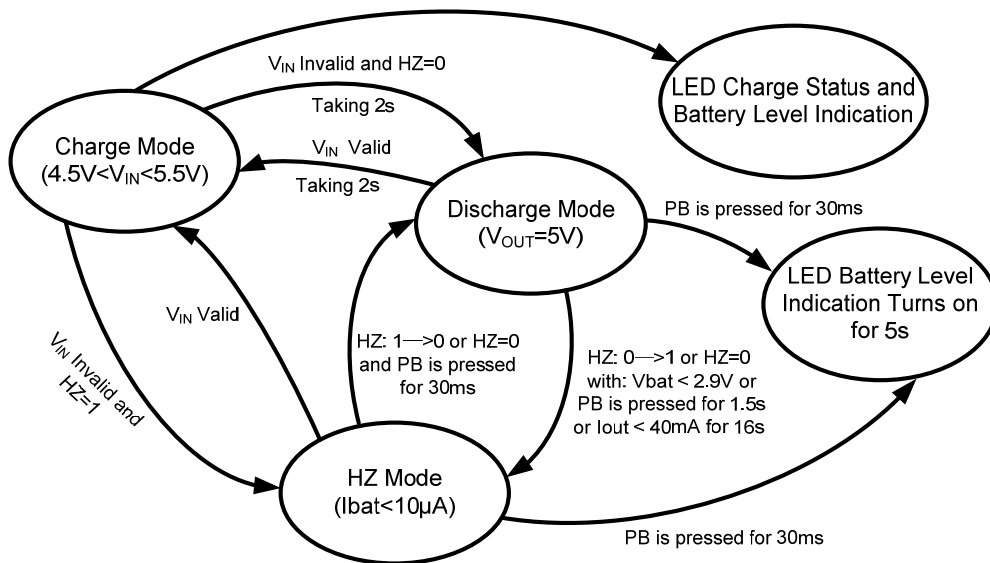 V_IN Invalid and HZ=0
Taking 2s
LED Charge Status and
Battery Level Indication
Charge Mode
(4.5V<V_IN<5.5V)
V_IN Valid
Taking 2s
Discharge Mode
(V_OUT=5V)
PB is pressed for 30ms
LED Battery Level
Indication Turns on
for 5s
V_IN Valid
V_IN Invalid and
HZ=1
HZ: 1—>0 or HZ=0
and PB is pressed
for 30ms
HZ: 0—>1 or HZ=0
with: Vbat < 2.9V or
PB is pressed for 1.5s
or Iout < 40mA for 16s
HZ Mode
(Ibat<10µA)
PB is pressed for 30ms